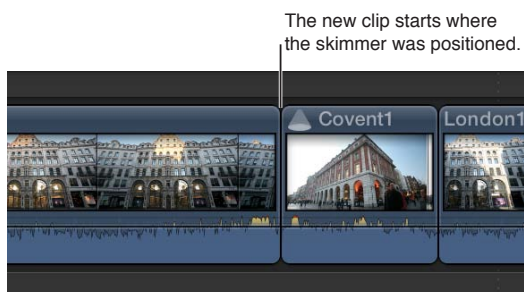 The new clip starts where
the skimmer was positioned.
Covent1
London1